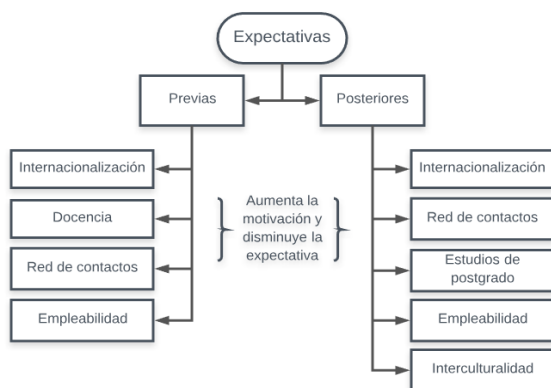 Expectativas
Previas
Posteriores
Internacionalización
Docencia
Red de contactos
Empleabilidad
Aumenta la
motivación y
disminuye la
expectativa
Internacionalización
Red de contactos
Estudios de
postgrado
Empleabilidad
Interculturalidad